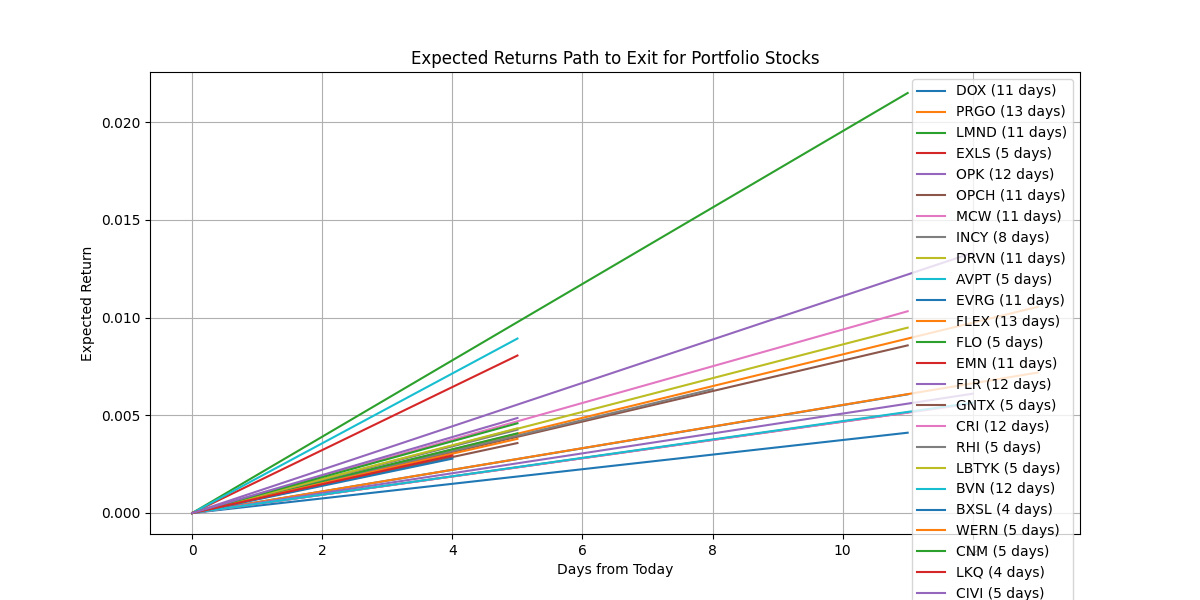 Expected Returns Path to Exit for Portfolio Stocks
Expected Return
0.020
0.015
0.010
0.005
0.000
0 2 4 6 8 10
Days from Today
DOX (11 days)
PRGO (13 days)
LMND (11 days)
EXLS (5 days)
OPK (12 days)
OPCH (11 days)
MCW (11 days)
INCY (8 days)
DRVN (11 days)
AVPT (5 days)
EVRG (11 days)
FLEX (13 days)
FLO (5 days)
EMN (11 days)
FLR (12 days)
GNTX (5 days)
CRI (12 days)
RHI (5 days)
LBTYK (5 days)
BVN (12 days)
BXSL (4 days)
WERN (5 days)
CNM (5 days)
LKQ (4 days)
CIVI (5 days)